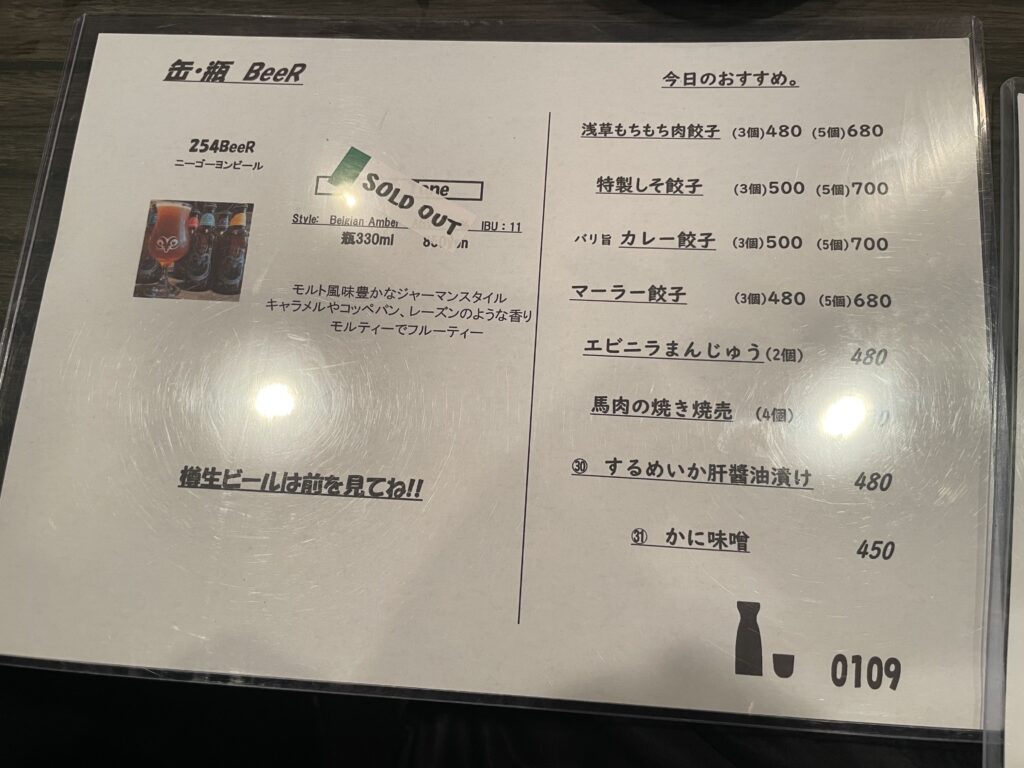 缶・瓶 BeeR
254BeeR
ニーゴーヨンビール
SOLD OUT
Style: Belgian Amber IBU：11
瓶330ml
モルト風味豊かなジャーマンスタイル
キャラメルやコッペパン、レーズンのような香り
モルティーでフルーティー
樽生ビールは前を見てね!!
今日のおすすめ。
浅草もちもち肉餃子 (3個)480 (5個)680
特製しそ餃子 (3個)500 (5個)700
バリ旨 カレー餃子 (3個)500 (5個)700
マーラー餃子 (3個)480 (5個)680
エビニラまんじゅう(2個) 480
馬肉の焼き焼売 (4個)
㉚ するめいか肝醬油漬け 480
㉛ かに味噌 450
0109